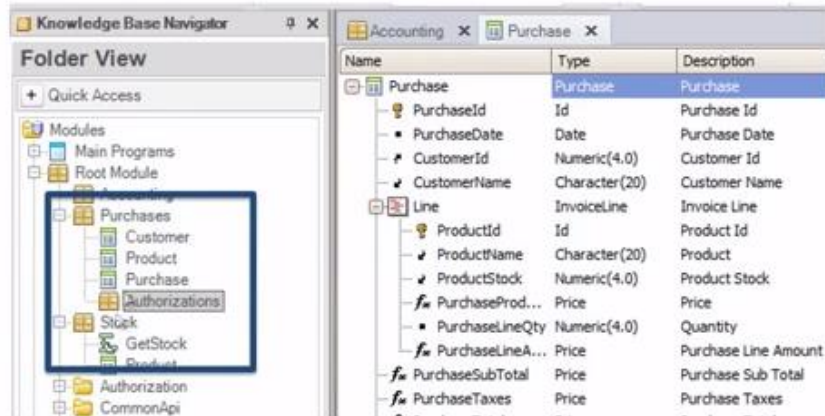 Knowledge Base Navigator
Folder View
Quick Access
Modules
Main Programs
Root Module
Accounting
Purchases
Customer
Product
Purchase
Authorizations
Stock
GetStock
Product
Authorization
CommonApi
Accounting Purchase
Name Type Description
Purchase Purchase Purchase
PurchaseId Id Purchase Id
PurchaseDate Date Purchase Date
CustomerId Numeric(4.0) Customer Id
CustomerName Character(20) Customer Name
Line InvoiceLine Invoice Line
ProductId Id Product Id
ProductName Character(20) Product
ProductStock Numeric(4.0) Product Stock
PurchaseProd... Price Price
PurchaseLineQty Numeric(4.0) Quantity
PurchaseLineA... Price Purchase Line Amount
PurchaseSubTotal Price Purchase Sub Total
PurchaseTaxes Price Purchase Taxes